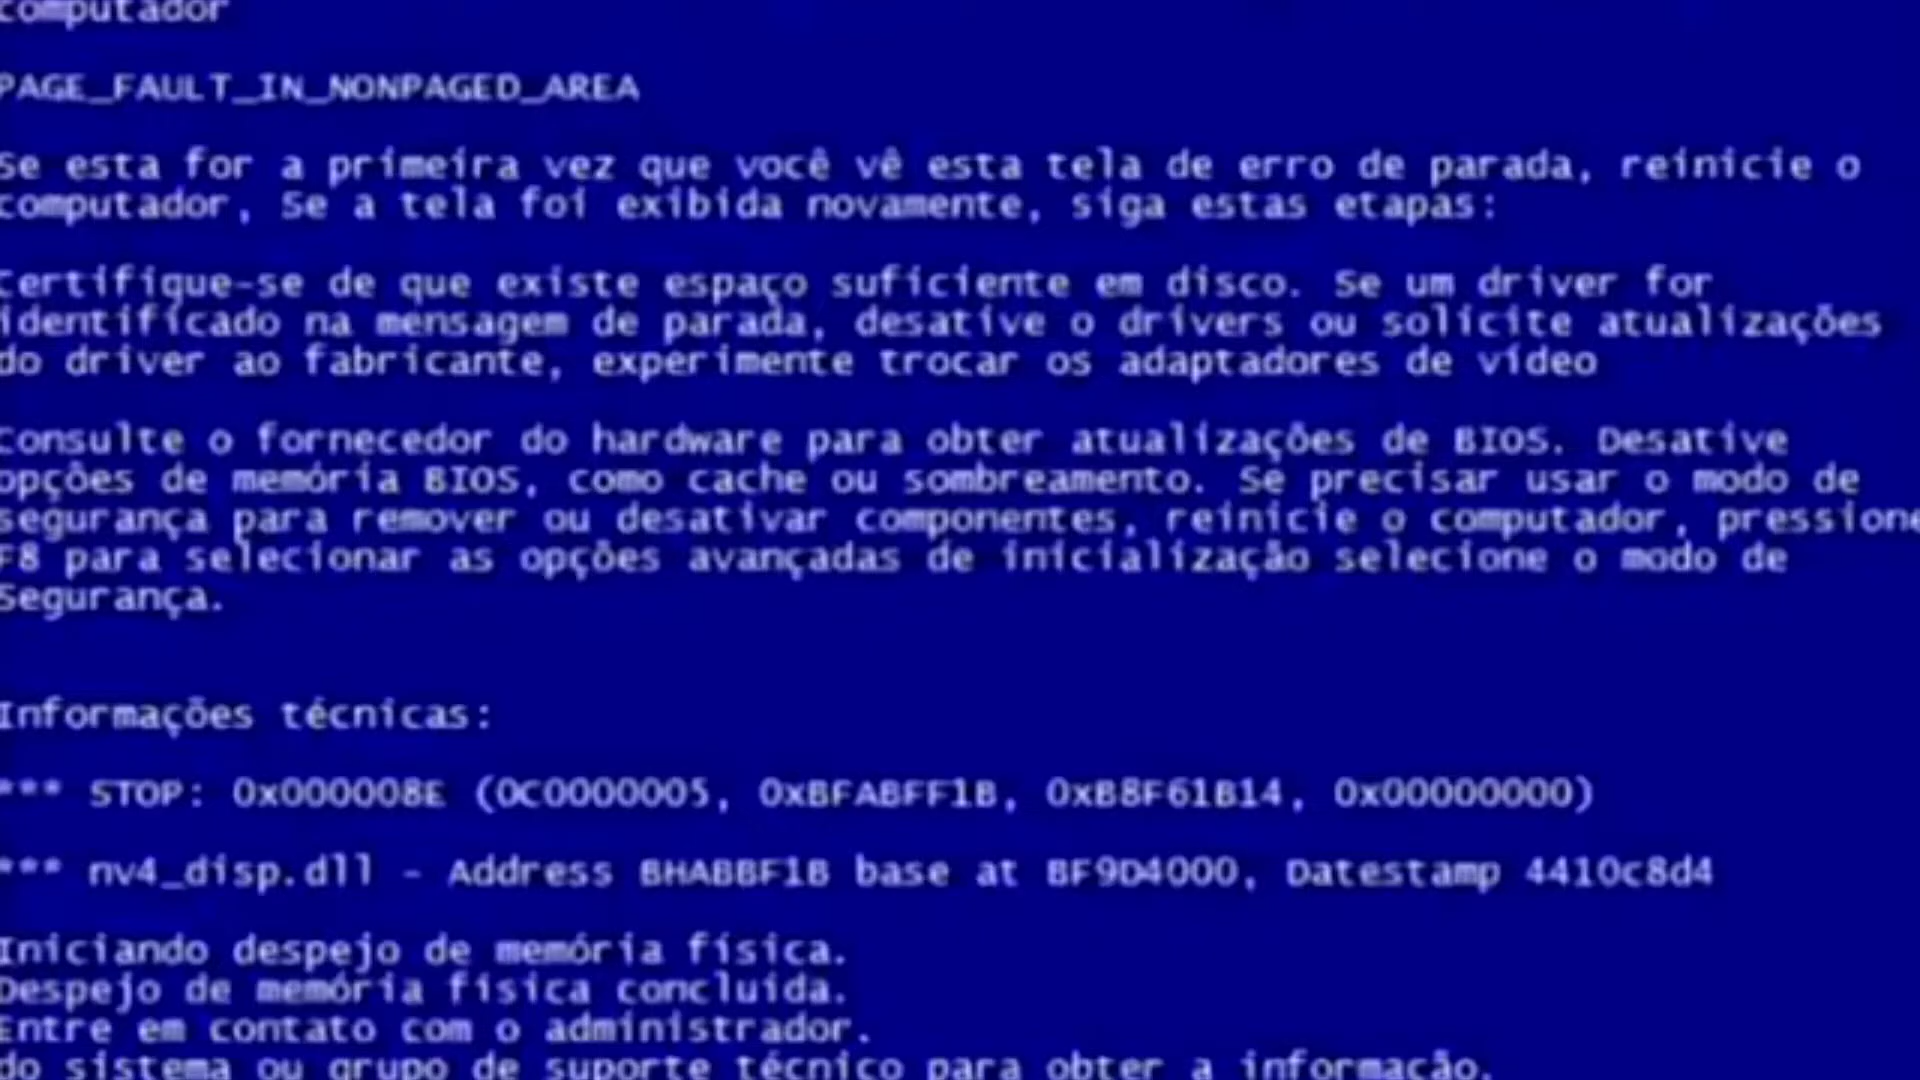 computador
PAGE_FAULT_IN_NONPAGED_AREA
Se esta for a primeira vez que você vê esta tela de erro de parada, reinicie o
computador, Se a tela foi exibida novamente, siga estas etapas:
Certifique-se de que existe espaço suficiente em disco. Se um driver for
identificado na mensagem de parada, desative o drivers ou solicite atualizações
do driver ao fabricante, experimente trocar os adaptadores de vídeo
Consulte o fornecedor do hardware para obter atualizações de BIOS. Desative
opções de memória BIOS, como cache ou sombreamento. Se precisar usar o modo de
segurança para remover ou desativar componentes, reinicie o computador, pressione
F8 para selecionar as opções avançadas de inicialização selecione o modo de
Segurança.
Informações técnicas:
*** STOP: 0x000008E (0C0000005, 0xBFABFF1B, 0xB8F61B14, 0x00000000)
*** nv4_disp.dll - Address BHABBF1B base at BF9D4000, Datestamp 4410c8d4
Iniciando despejo de memória física.
Despejo de memória física concluída.
Entre em contato com o administrador.
do sistema ou grupo de suporte técnico para obter a informação.